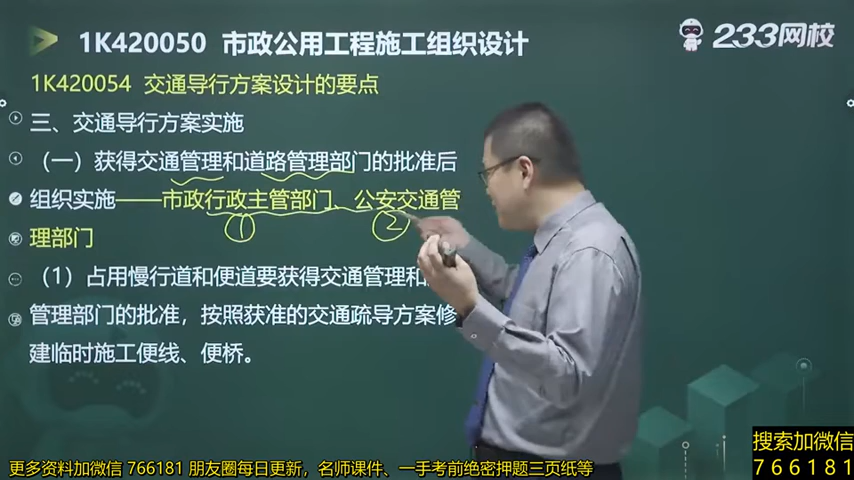 1K420050 市政公用工程施工组织设计
233网校
1K420054 交通导行方案设计的要点
三、交通导行方案实施
（一）获得交通管理和道路管理部门的批准后
组织实施——市政行政主管部门、公安交通管
理部门
① ②
（1）占用慢行道和便道要获得交通管理和
管理部门的批准，按照获准的交通疏导方案修
建临时施工便线、便桥。
搜索加微信
766181
更多资料加微信 766181 朋友圈每日更新，名师课件、一手考前绝密押题三页纸等